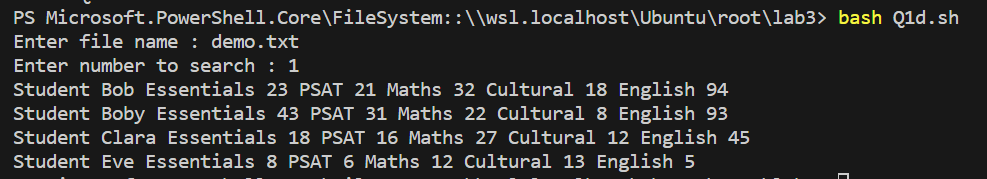 PS Microsoft.PowerShell.Core\FileSystem::\\wsl.localhost\Ubuntu\root\lab3> bash Q1d.sh
Enter file name : demo.txt
Enter number to search : 1
Student Bob Essentials 23 PSAT 21 Maths 32 Cultural 18 English 94
Student Boby Essentials 43 PSAT 31 Maths 22 Cultural 8 English 93
Student Clara Essentials 18 PSAT 16 Maths 27 Cultural 12 English 45
Student Eve Essentials 8 PSAT 6 Maths 12 Cultural 13 English 5